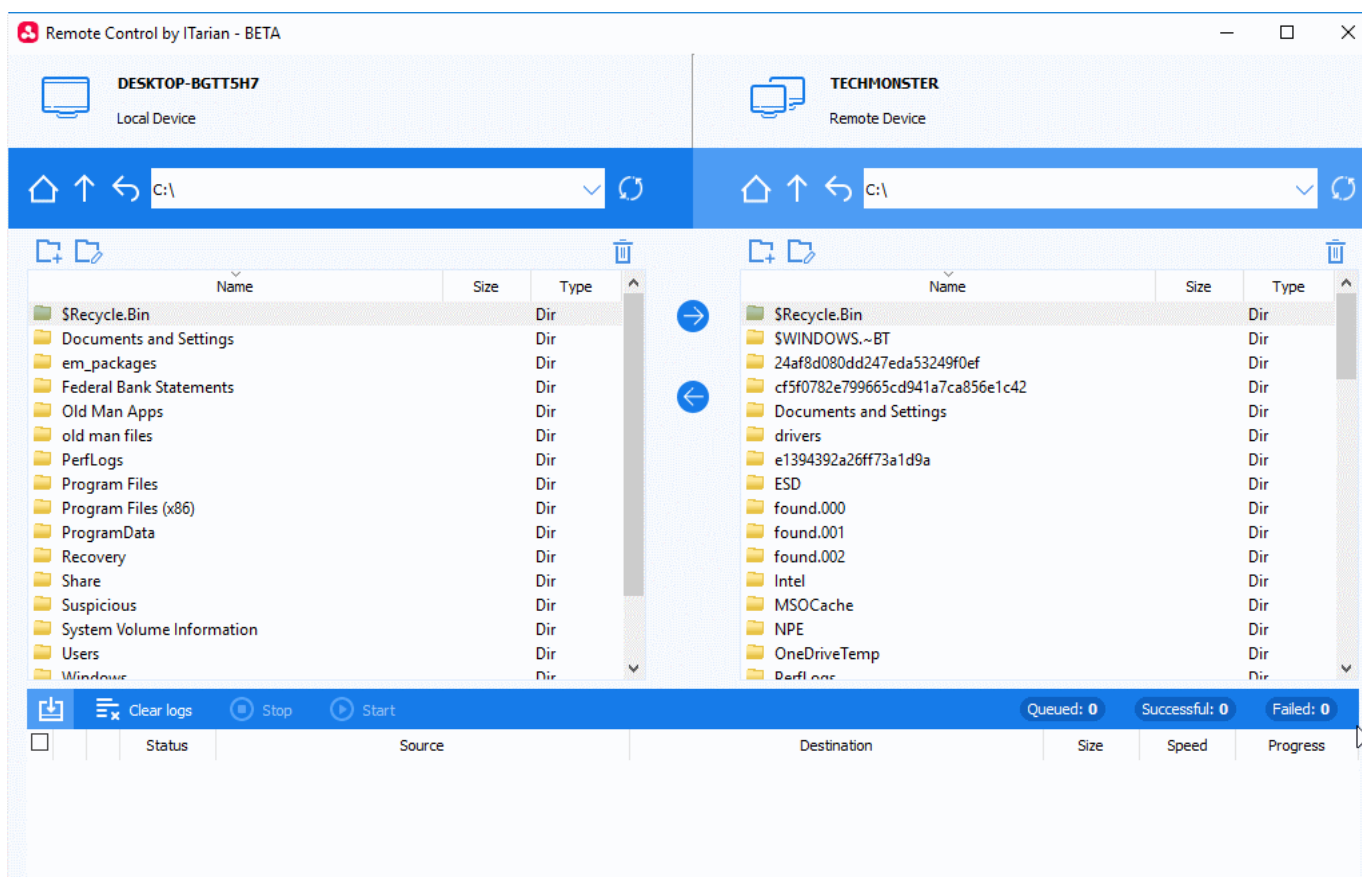 Remote Control by ITarian - BETA
DESKTOP-BGTT5H7
Local Device
TECHMONSTER
Remote Device
C:\
C:\
Name Size Type
$Recycle.Bin Dir
Documents and Settings Dir
em_packages Dir
Federal Bank Statements Dir
Old Man Apps Dir
old man files Dir
PerfLogs Dir
Program Files Dir
Program Files (x86) Dir
ProgramData Dir
Recovery Dir
Share Dir
Suspicious Dir
System Volume Information Dir
Users Dir
Windows Dir
Name Size Type
$Recycle.Bin Dir
$WINDOWS.~BT Dir
24af8d080dd247eda53249f0ef Dir
cf5f0782e799665cd941a7ca856e1c42 Dir
Documents and Settings Dir
drivers Dir
e1394392a26ff73a1d9a Dir
ESD Dir
found.000 Dir
found.001 Dir
found.002 Dir
Intel Dir
MSOCache Dir
NPE Dir
OneDriveTemp Dir
PerfLogs Dir
Clear logs Stop Start Queued: 0 Successful: 0 Failed: 0
Status Source Destination Size Speed Progress